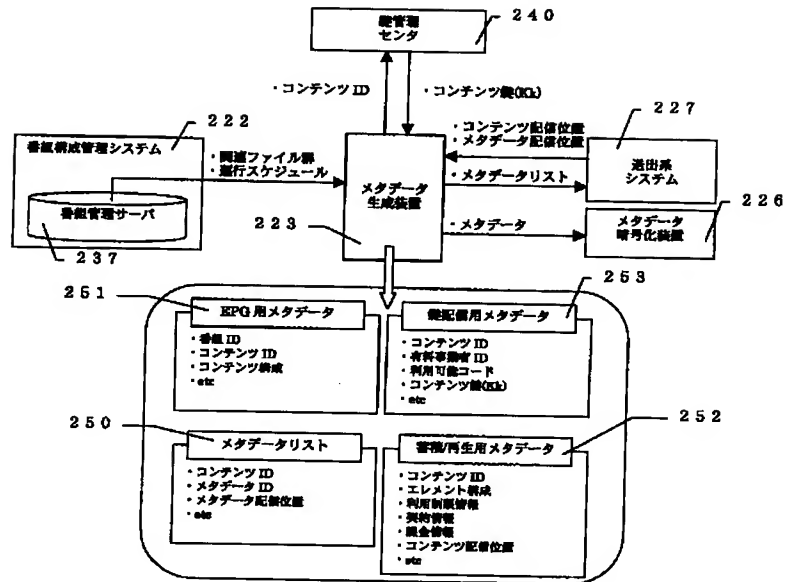 鍵管理
センタ
240
・コンテンツID
・コンテンツ鍵(Kk)
222
番組構成管理システム
番組管理サーバ
237
・関連ファイル群
・運行スケジュール
メタデータ
生成装置
223
227
・コンテンツ配信位置
・メタデータ配信位置
・メタデータリスト
送出系
システム
・メタデータ
メタデータ
暗号化装置
226
251
EPG用メタデータ
・番組ID
・コンテンツID
・コンテンツ構成
・etc
253
鍵配信用メタデータ
・コンテンツID
・有料事業者ID
・利用可能コード
・コンテンツ鍵(Kk)
・etc
250
メタデータリスト
・コンテンツID
・メタデータID
・メタデータ配信位置
・etc
252
蓄積/再生用メタデータ
・コンテンツID
・エレメント構成
・利用制限情報
・契約情報
・課金情報
・コンテンツ配信位置
・etc